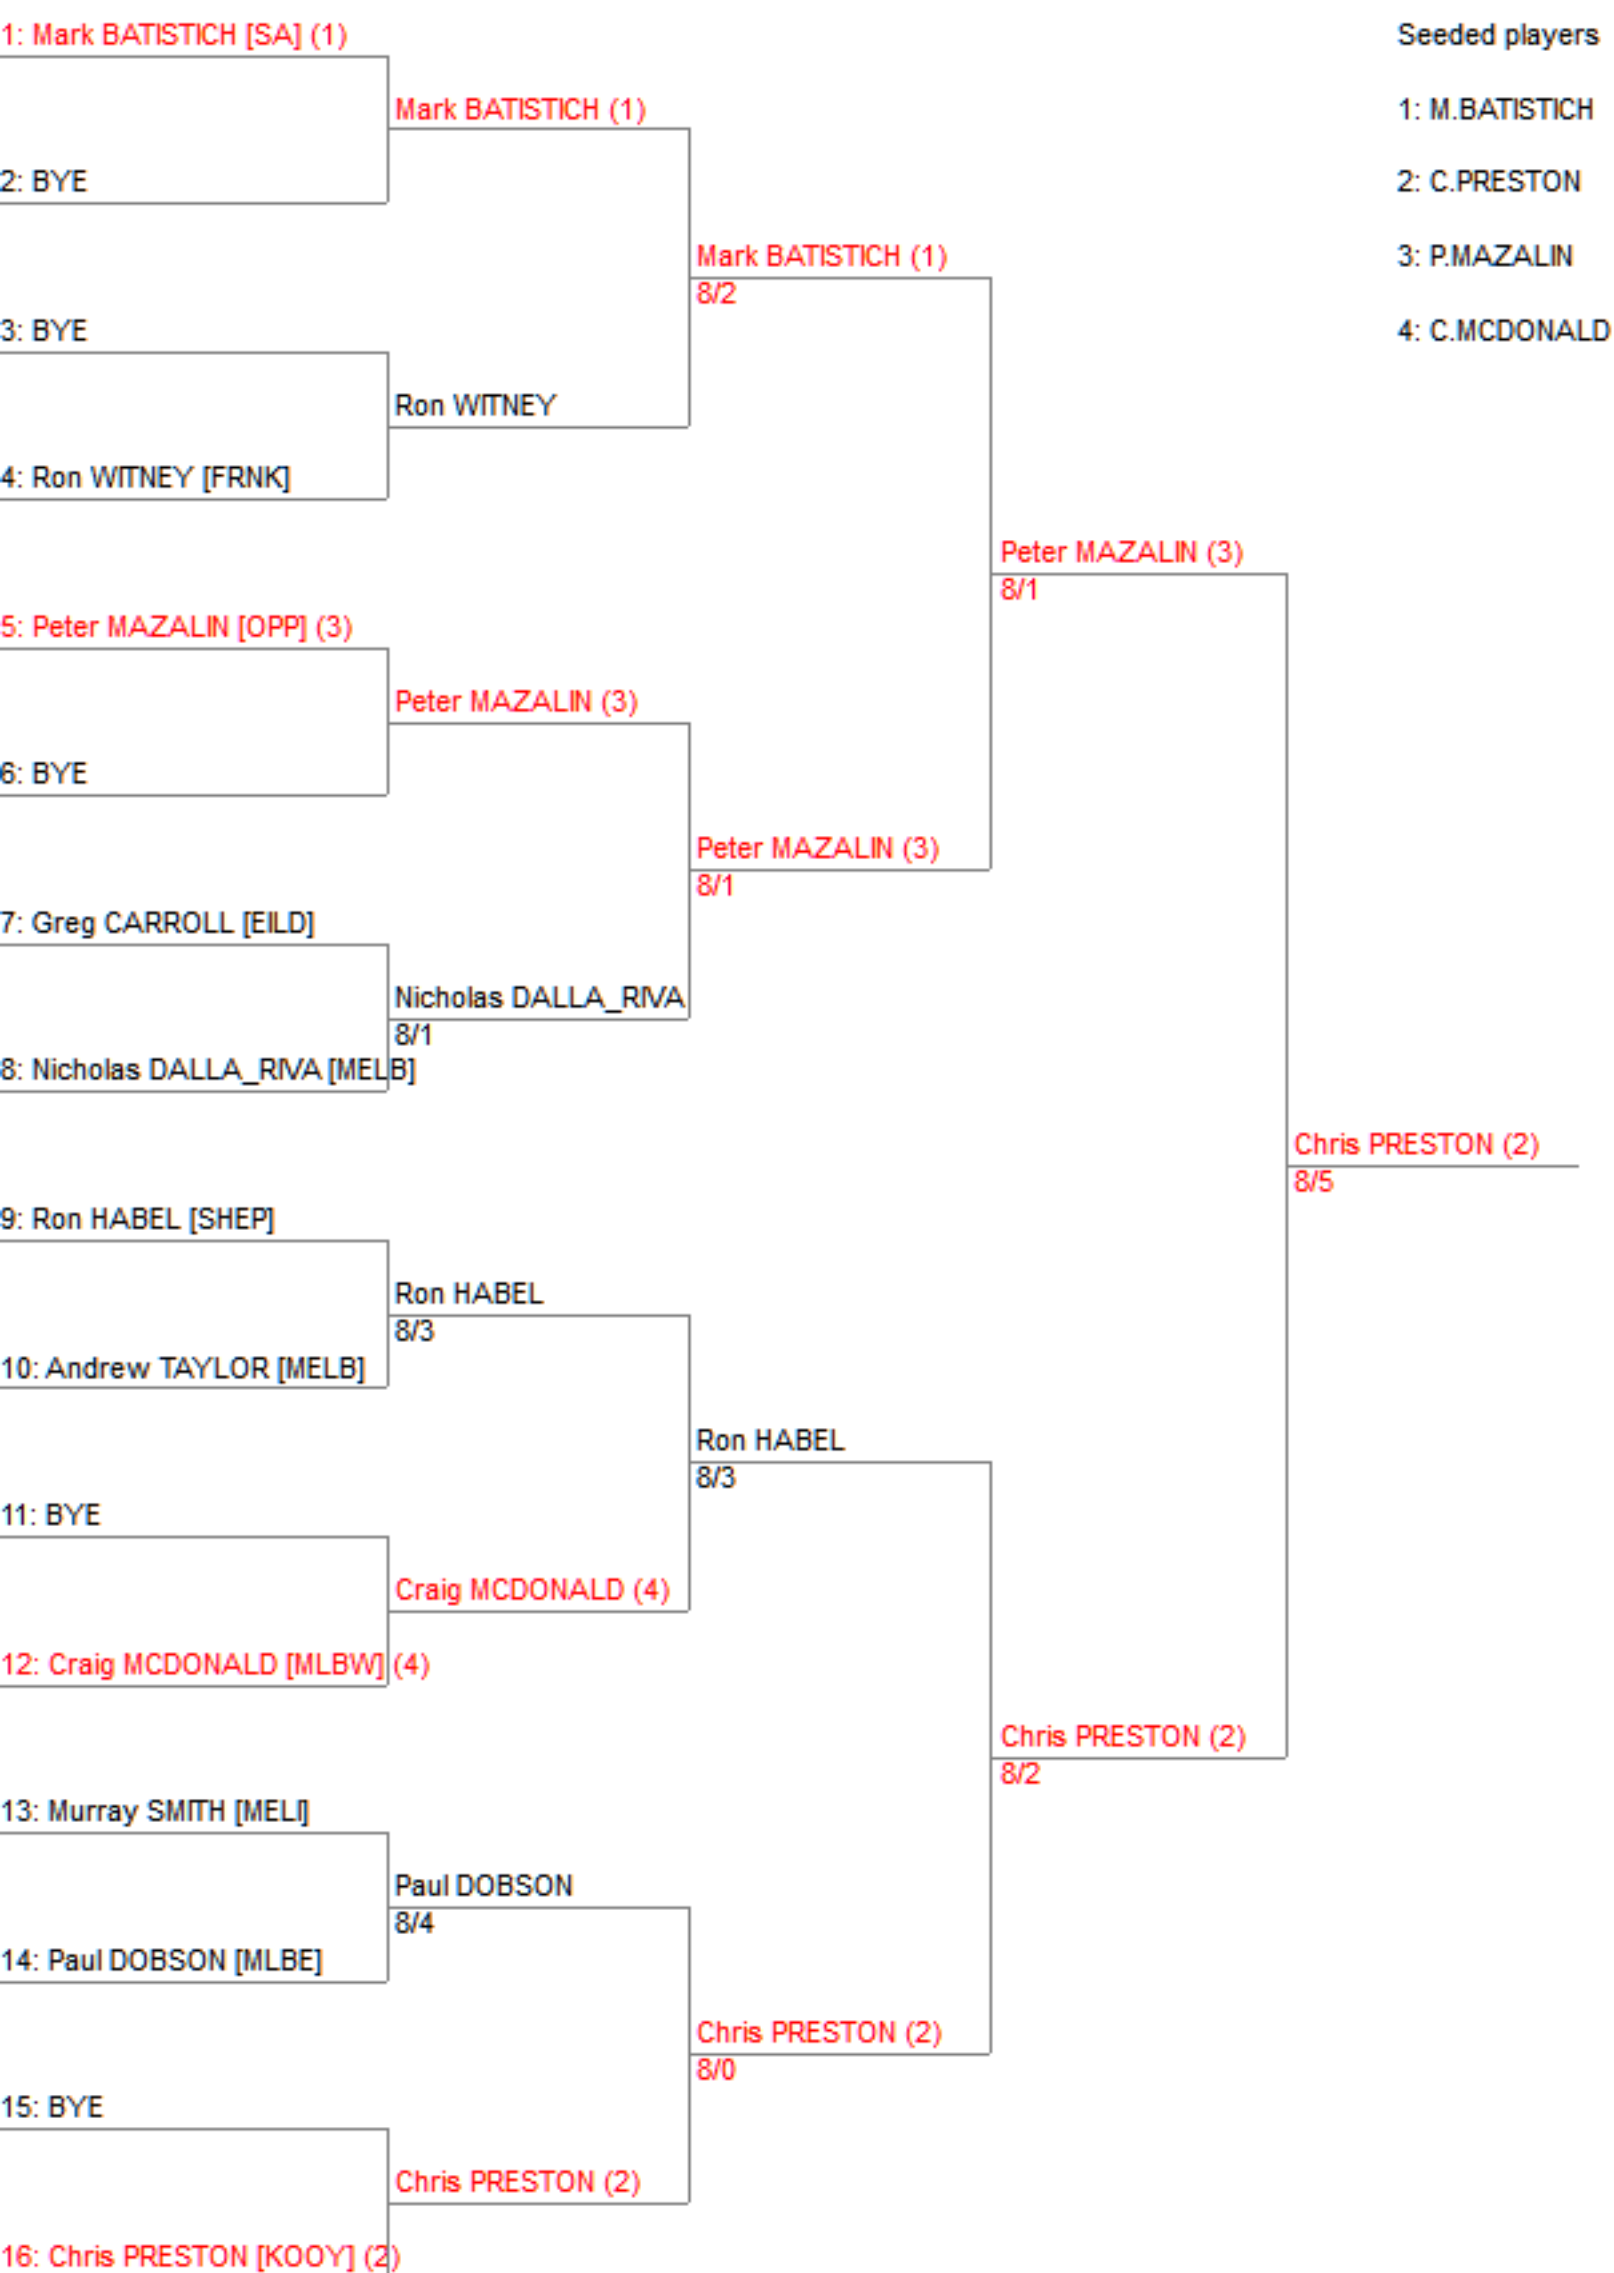 1: Mark BATISTICH [SA] (1)
Seeded players
Mark BATISTICH (1)
1: M.BATISTICH
2: BYE
2: C.PRESTON
Mark BATISTICH (1)
3: P.MAZALIN
8/2
3: BYE
4: C.MCDONALD
Ron WITNEY
4: Ron WITNEY [FRNK]
Peter MAZALIN (3)
8/1
5: Peter MAZALIN [OPP] (3)
Peter MAZALIN (3)
6: BYE
Peter MAZALIN (3)
8/1
7: Greg CARROLL [EILD]
Nicholas DALLA_RIVA
8/1
8: Nicholas DALLA_RIVA [MELB]
Chris PRESTON (2)
8/5
9: Ron HABEL [SHEP]
Ron HABEL
8/3
10: Andrew TAYLOR [MELB]
Ron HABEL
8/3
11: BYE
Craig MCDONALD (4)
12: Craig MCDONALD [MLBW] (4)
Chris PRESTON (2)
8/2
13: Murray SMITH [MELI]
Paul DOBSON
8/4
14: Paul DOBSON [MLBE]
Chris PRESTON (2)
8/0
15: BYE
Chris PRESTON (2)
16: Chris PRESTON [KOOY] (2)